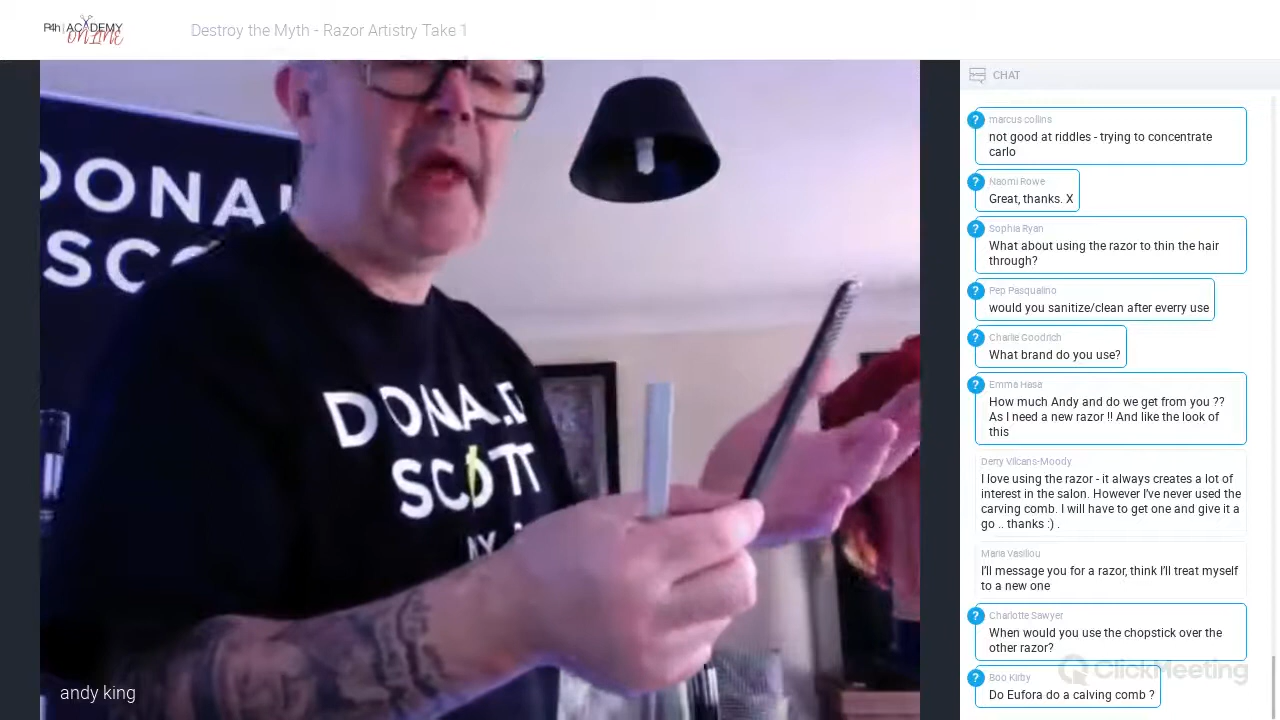 P4h | ACADEMY
ONLINE
Destroy the Myth - Razor Artistry Take 1
DONAL
SCO
DONALD
SCOTT
NY
andy king
CHAT
marcus collins
not good at riddles - trying to concentrate
carlo
Naomi Rowe
Great, thanks. X
Sophia Ryan
What about using the razor to thin the hair
through?
Pep Pasqualino
would you sanitize/clean after everry use
Charlie Goodrich
What brand do you use?
Emma Hasa
How much Andy and do we get from you ??
As I need a new razor !! And like the look of
this
Derry Vilcans-Moody
I love using the razor - it always creates a lot of
interest in the salon. However I've never used the
carving comb. I will have to get one and give it a
go .. thanks :) .
Maria Vasiliou
I'll message you for a razor, think I'll treat myself
to a new one
Charlotte Sawyer
When would you use the chopstick over the
other razor?
ClickMeeting
Boo Kirby
Do Eufora do a calving comb ?